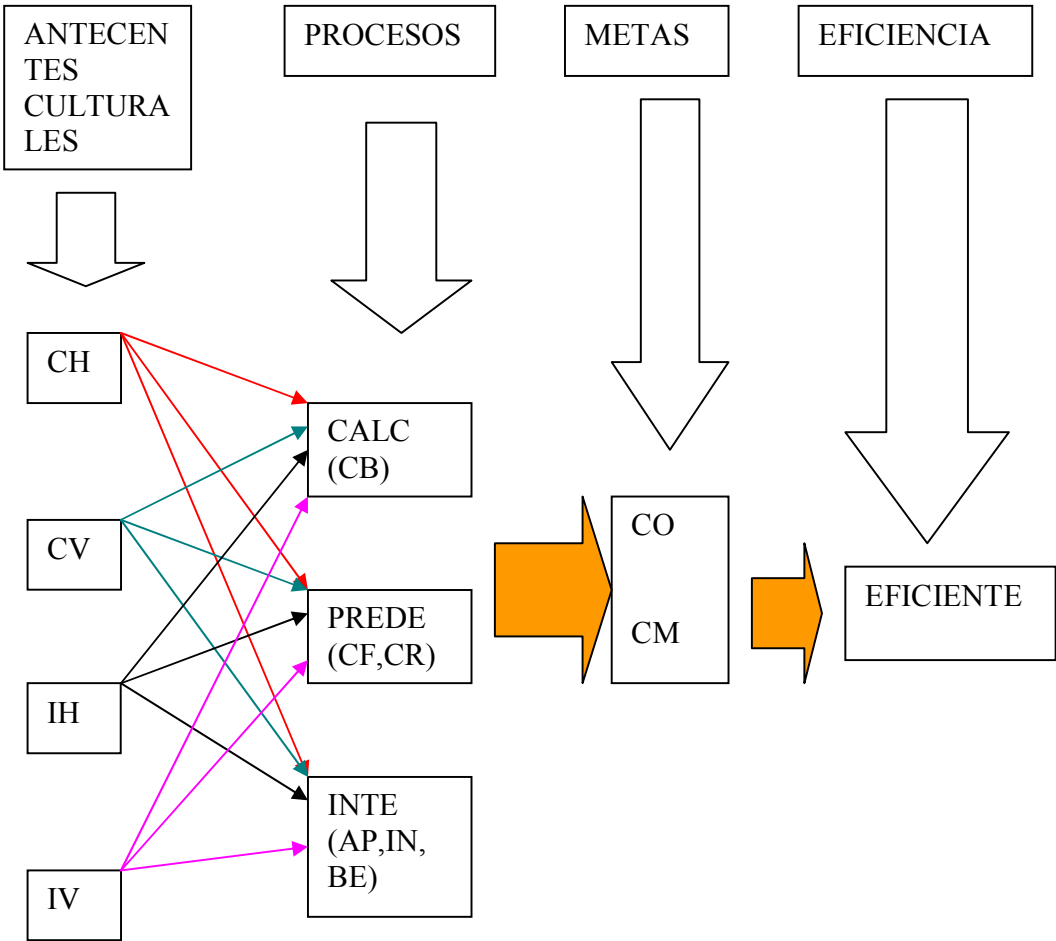 ANTECEN
TES
CULTURA
LES
PROCESOS
METAS
EFICIENCIA
CH
CV
IH
IV
CALC
(CB)
PREDE
(CF,CR)
INTE
(AP,IN,
BE)
CO
CM
EFICIENTE